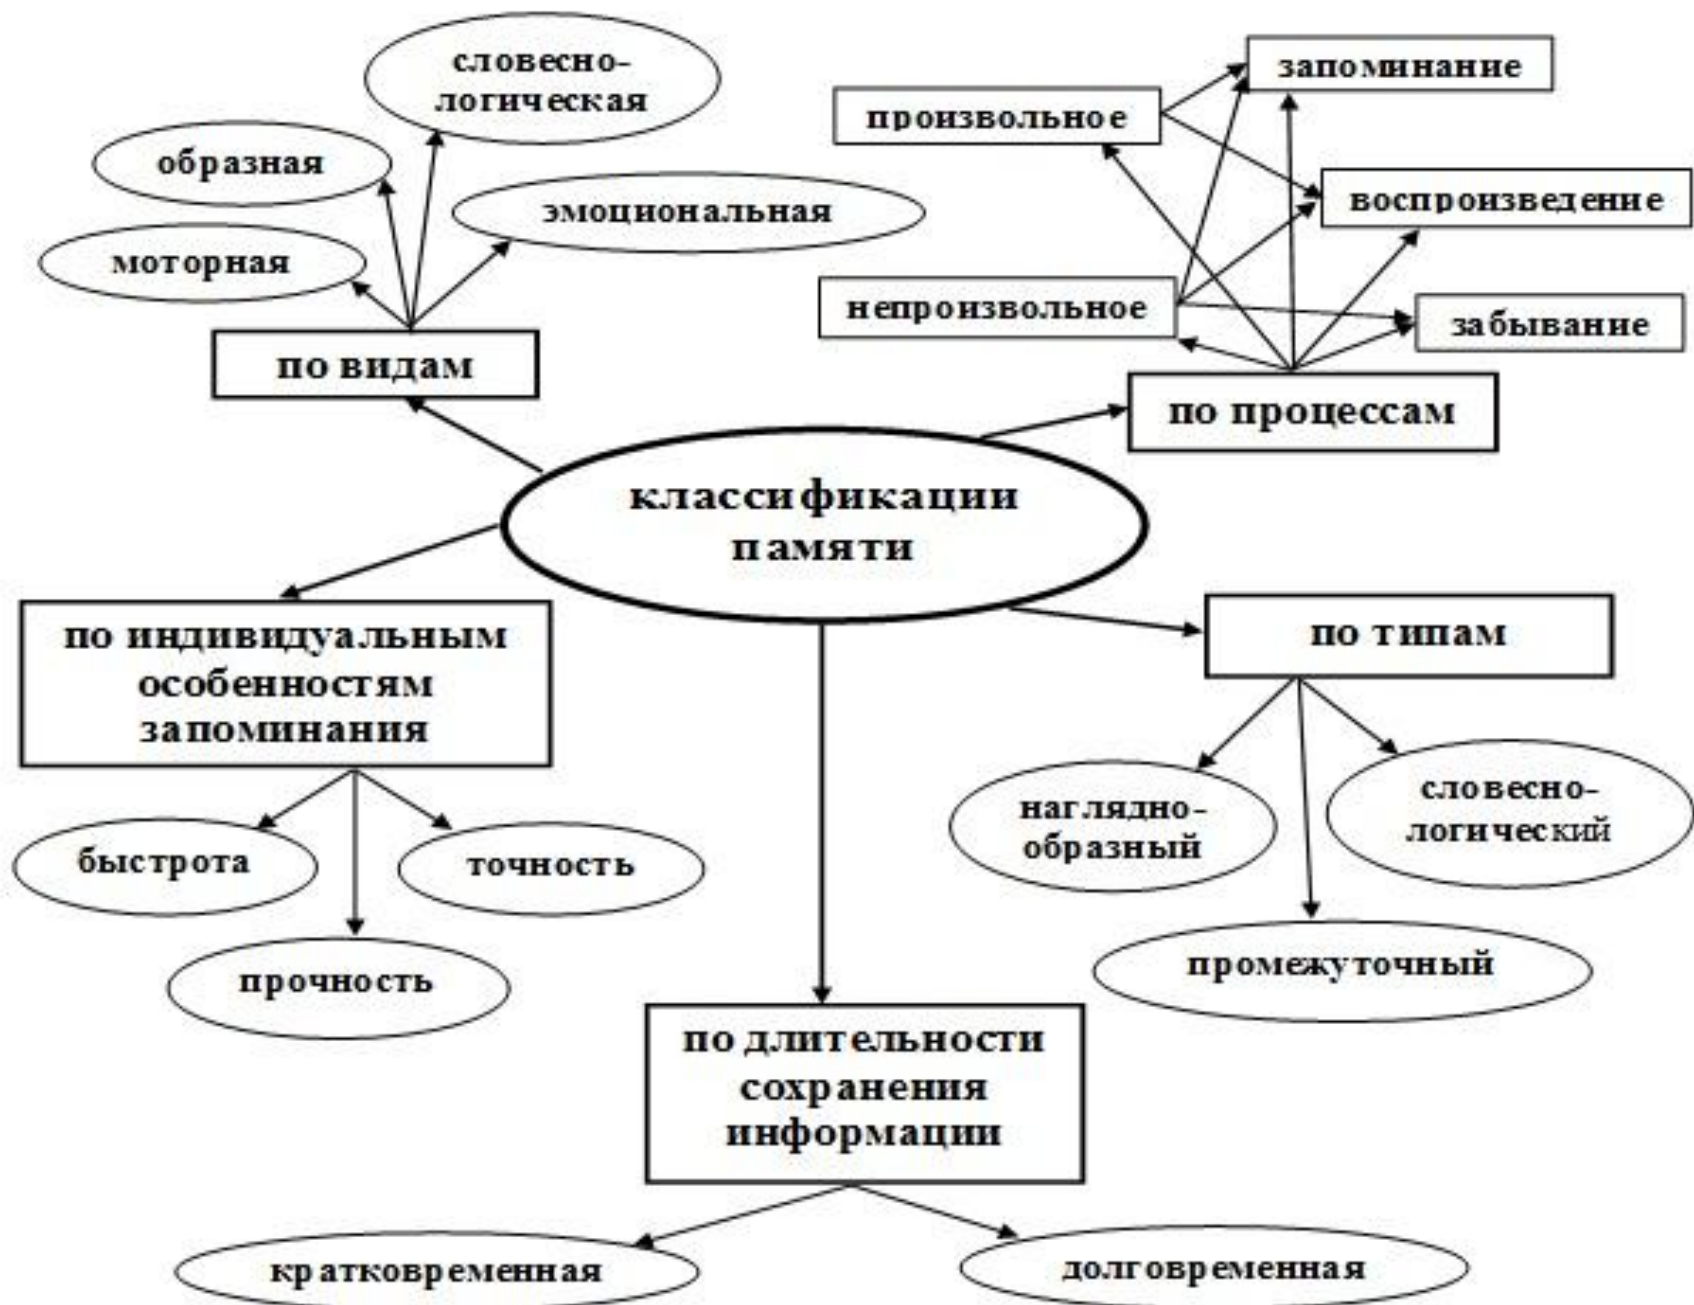 словесно-
логическая
образная
эмоциональная
моторная
по видам
запоминание
произвольное
воспроизведение
непроизвольное
забывание
по процессам
классификации
памяти
по индивидуальным
особенностям
запоминания
быстрота
точность
прочность
по типам
наглядно-
образный
словесно-
логический
промежуточный
по длительности
сохранения
информации
кратковременная
долговременная